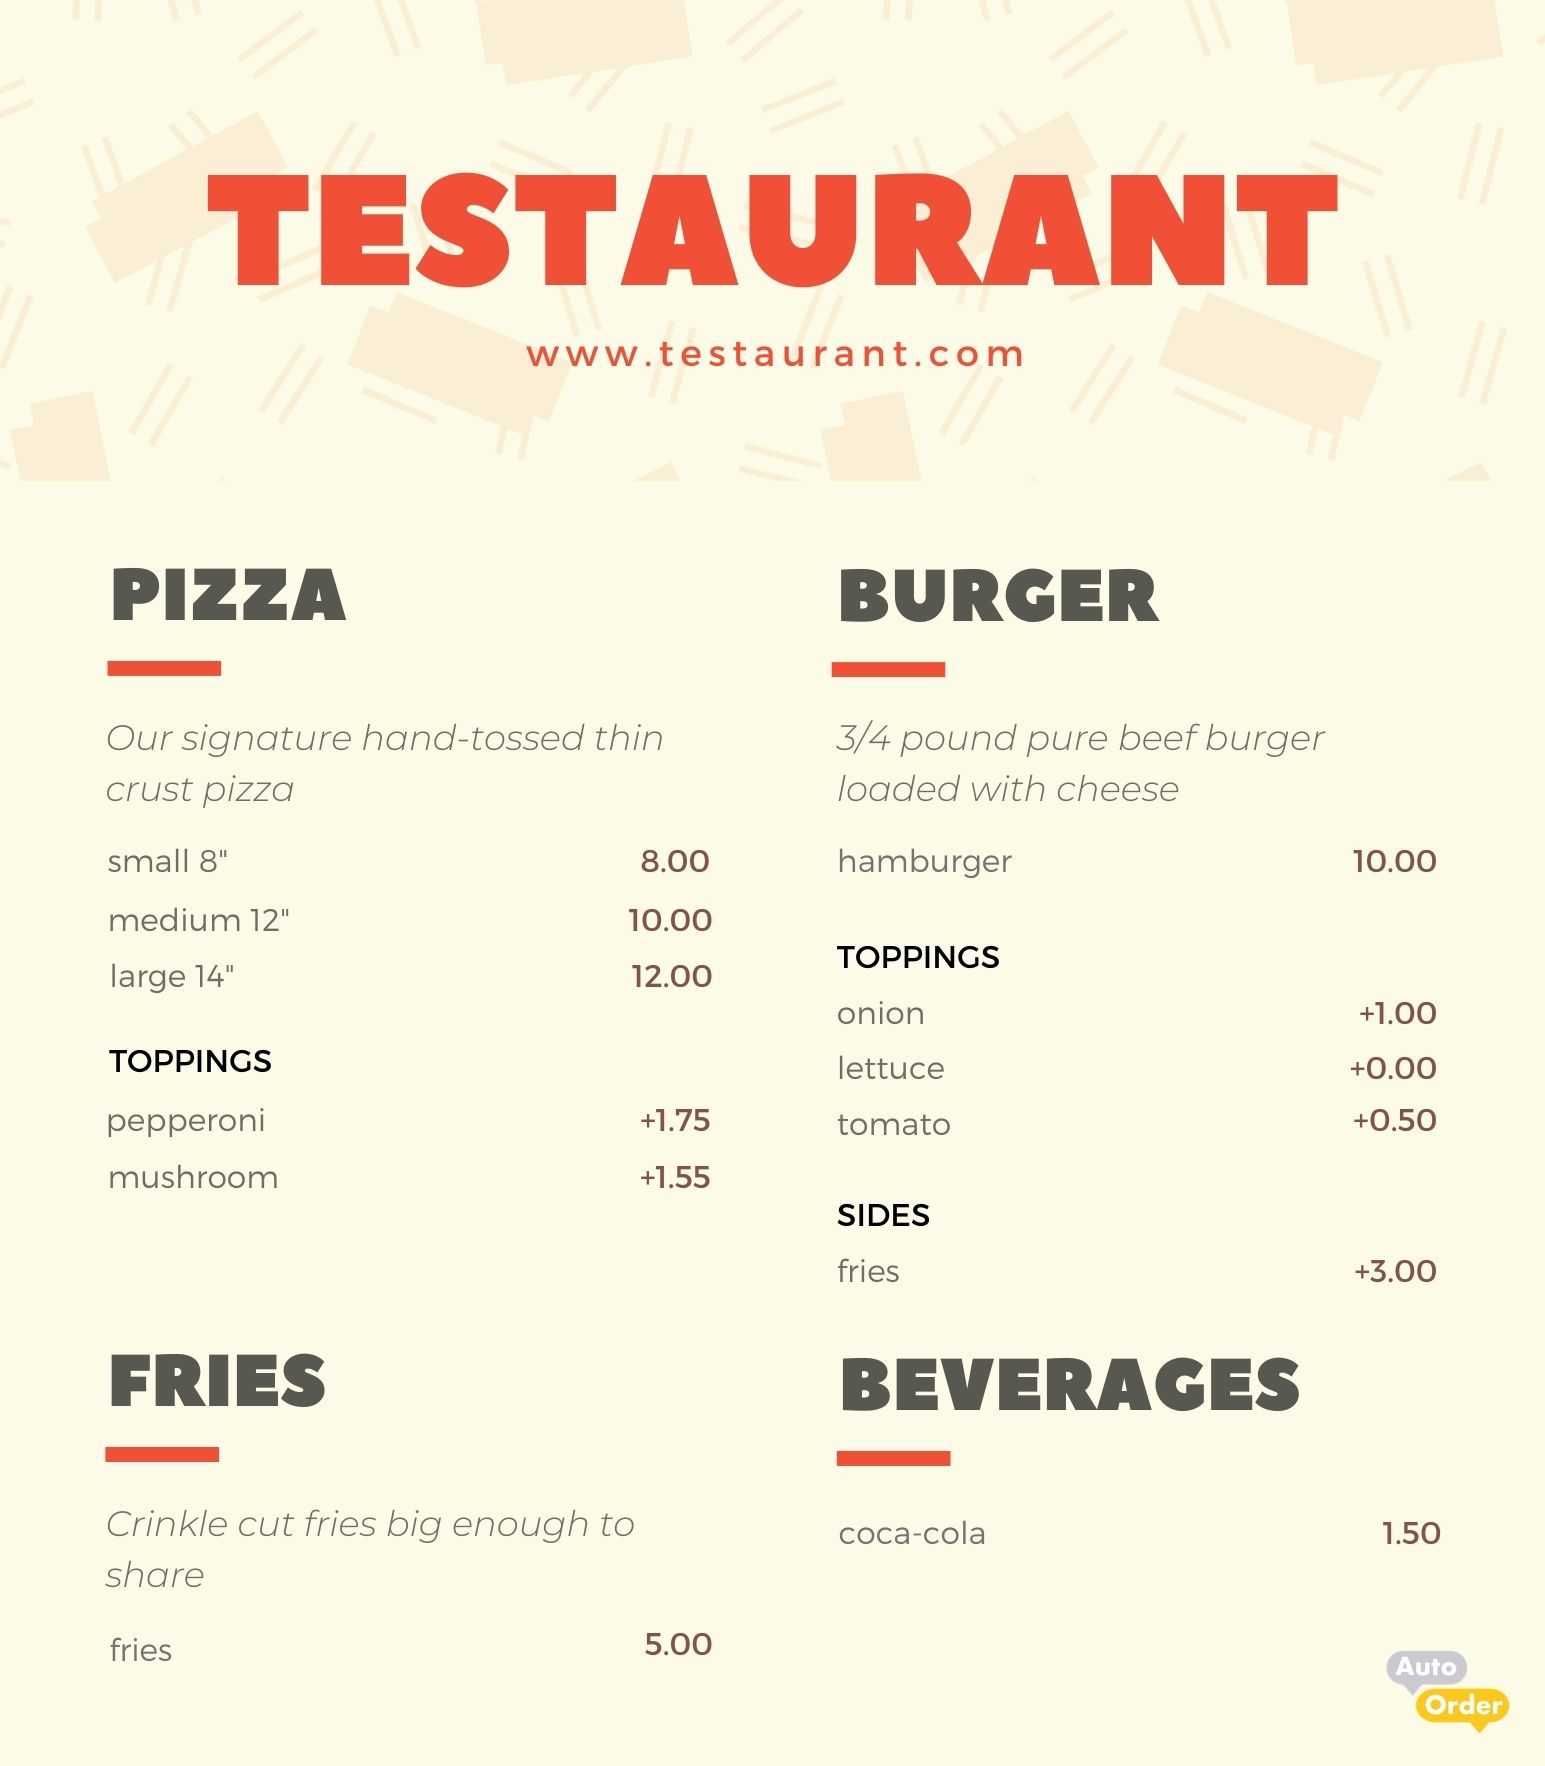 TESTAURANT
www.testaurant.com
PIZZA
Our signature hand-tossed thin
crust pizza
small 8" 8.00
medium 12" 10.00
large 14" 12.00
TOPPINGS
pepperoni +1.75
mushroom +1.55
BURGER
3/4 pound pure beef burger
loaded with cheese
hamburger 10.00
TOPPINGS
onion +1.00
lettuce +0.00
tomato +0.50
SIDES
fries +3.00
FRIES
Crinkle cut fries big enough to
share
fries 5.00
BEVERAGES
coca-cola 1.50
Auto
Order